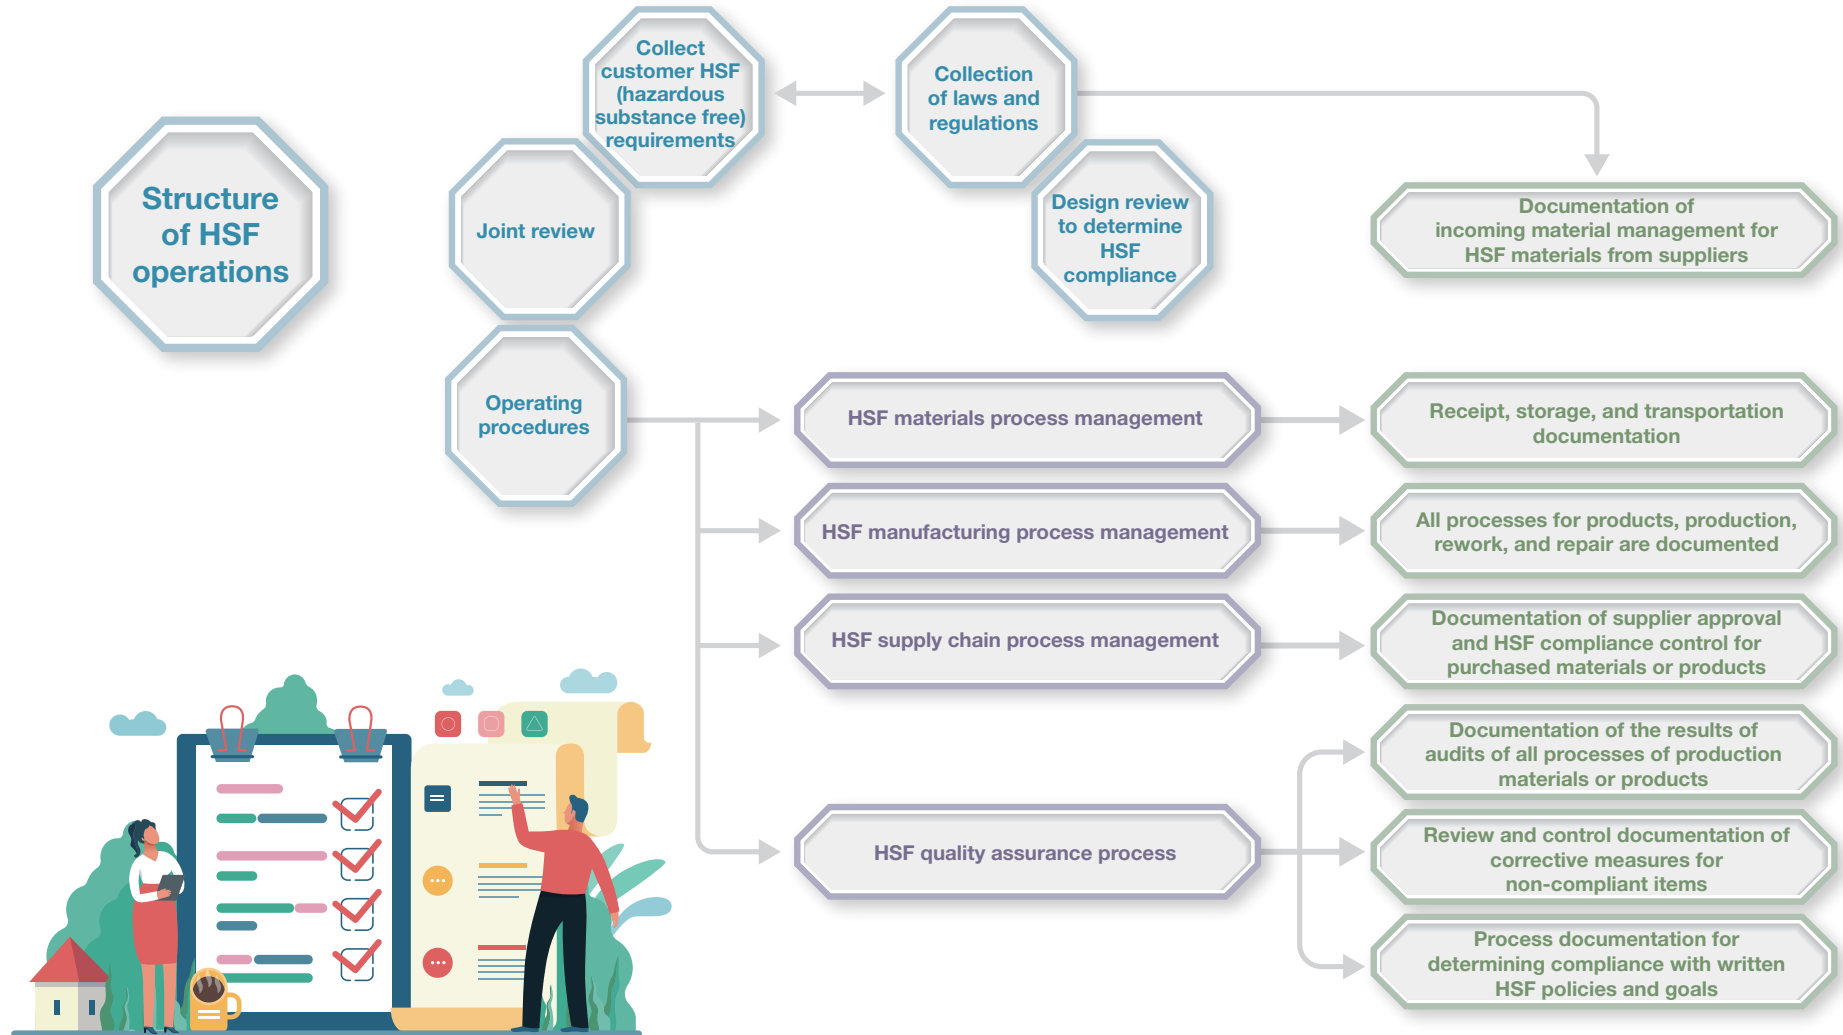 Structure
of HSF
operations
Collect
customer HSF
(hazardous
substance free)
requirements
Collection
of laws and
regulations
Joint review
Design review
to determine
HSF
compliance
Documentation of
incoming material management for
HSF materials from suppliers
Operating
procedures
HSF materials process management
Receipt, storage, and transportation
documentation
HSF manufacturing process management
All processes for products, production,
rework, and repair are documented
HSF supply chain process management
Documentation of supplier approval
and HSF compliance control for
purchased materials or products
HSF quality assurance process
Documentation of the results of
audits of all processes of production
materials or products
Review and control documentation of
corrective measures for
non-compliant items
Process documentation for
determining compliance with written
HSF policies and goals